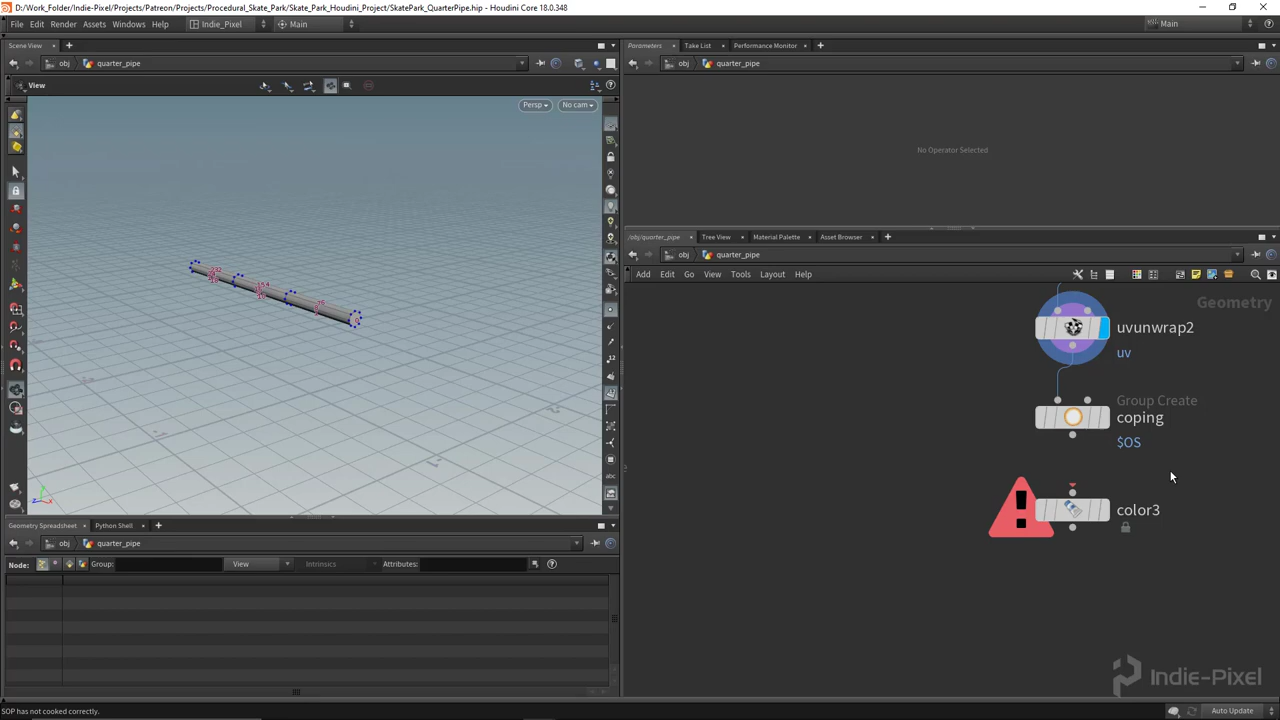 D:/Work_Folder/Indie-Pixel/Projects/Patreon/Projects/Procedural_Skate_Park/Skate_Park_Houdini_Project/SkatePark_QuarterPipe.hip - Houdini Core 18.0.348
File Edit Render Assets Windows Help Indie_Pixel Main Main
Scene View
obj quarter_pipe
View
Persp No cam
Geometry Spreadsheet Python Shell
obj quarter_pipe
Node: Group: View Intrinsics Attributes:
SOP has not cooked correctly.
Parameters Take List Performance Monitor
obj quarter_pipe
No Operator Selected
/obj/quarter_pipe Tree View Material Palette Asset Browser
obj quarter_pipe
Add Edit Go View Tools Layout Help
Geometry
uvunwrap2
uv
Group Create
coping
$OS
color3
Indie-Pixel
Auto Update